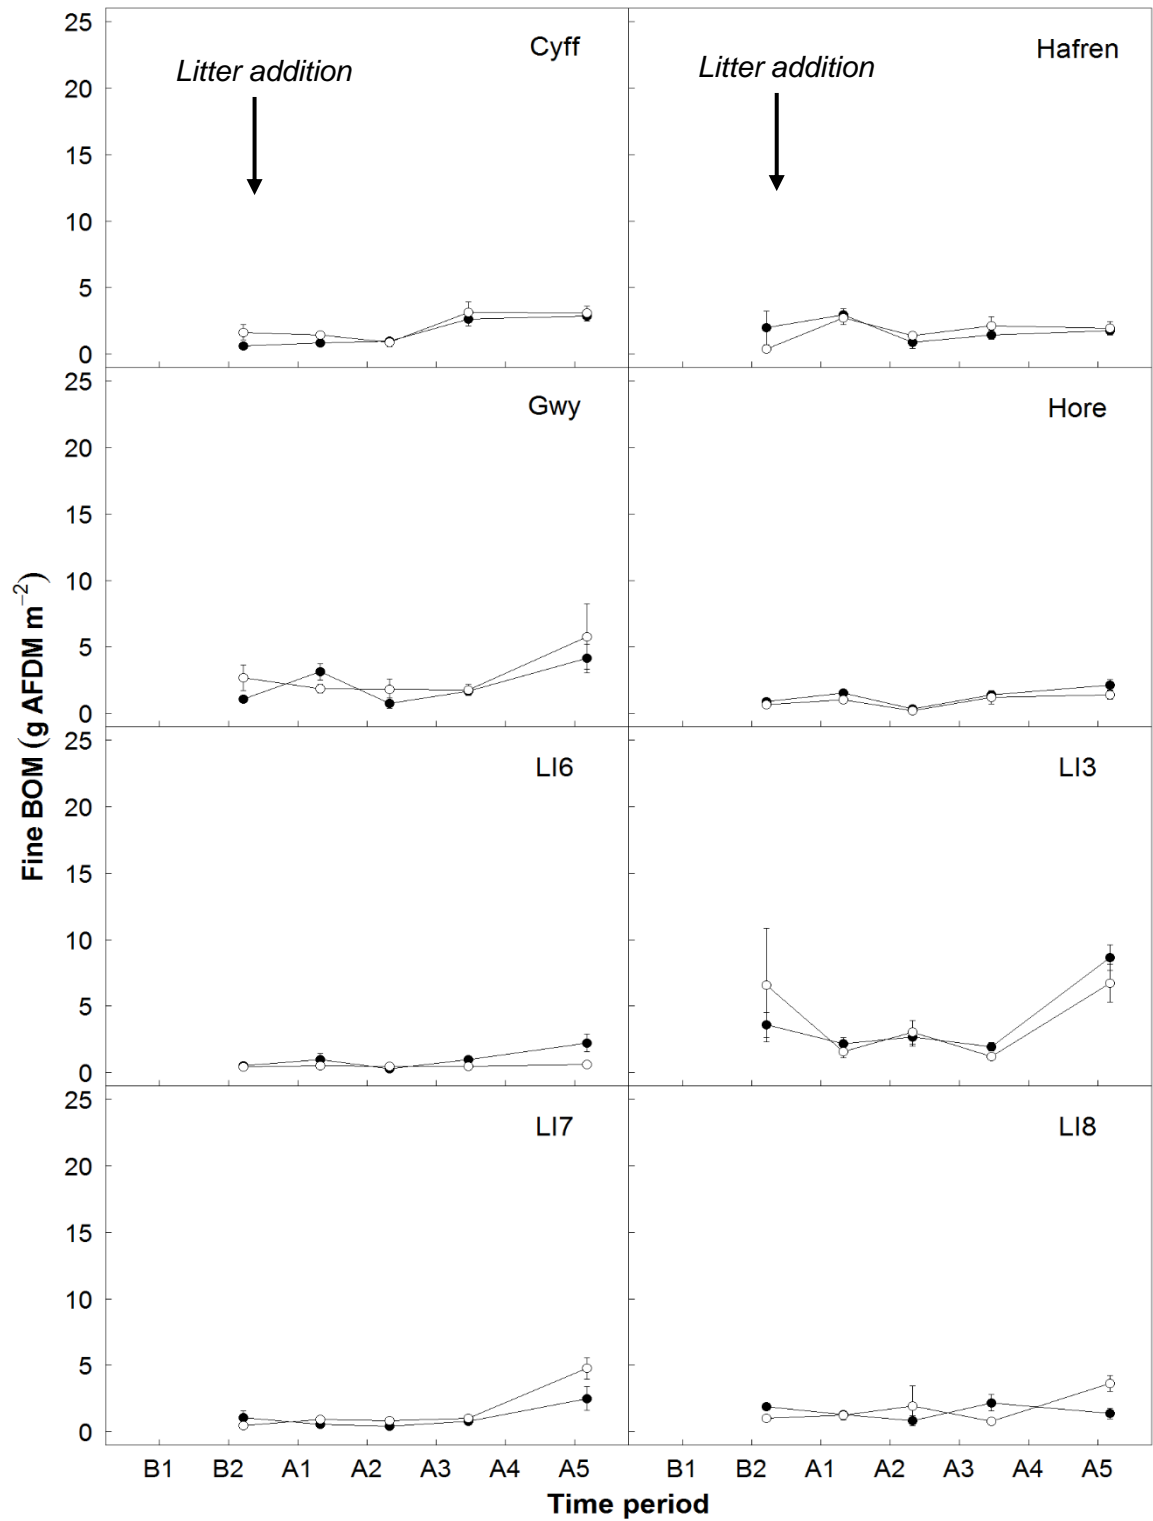 25
20
15
10
5
0
Cyff
Litter addition
Hafren
Litter addition
25
20
15
10
5
0
Gwy
Hore
25
20
15
10
5
0
LI6
LI3
25
20
15
10
5
0
LI7
LI8
Fine BOM (g AFDM m⁻²)
B1 B2 A1 A2 A3 A4 A5
B1 B2 A1 A2 A3 A4 A5
Time period